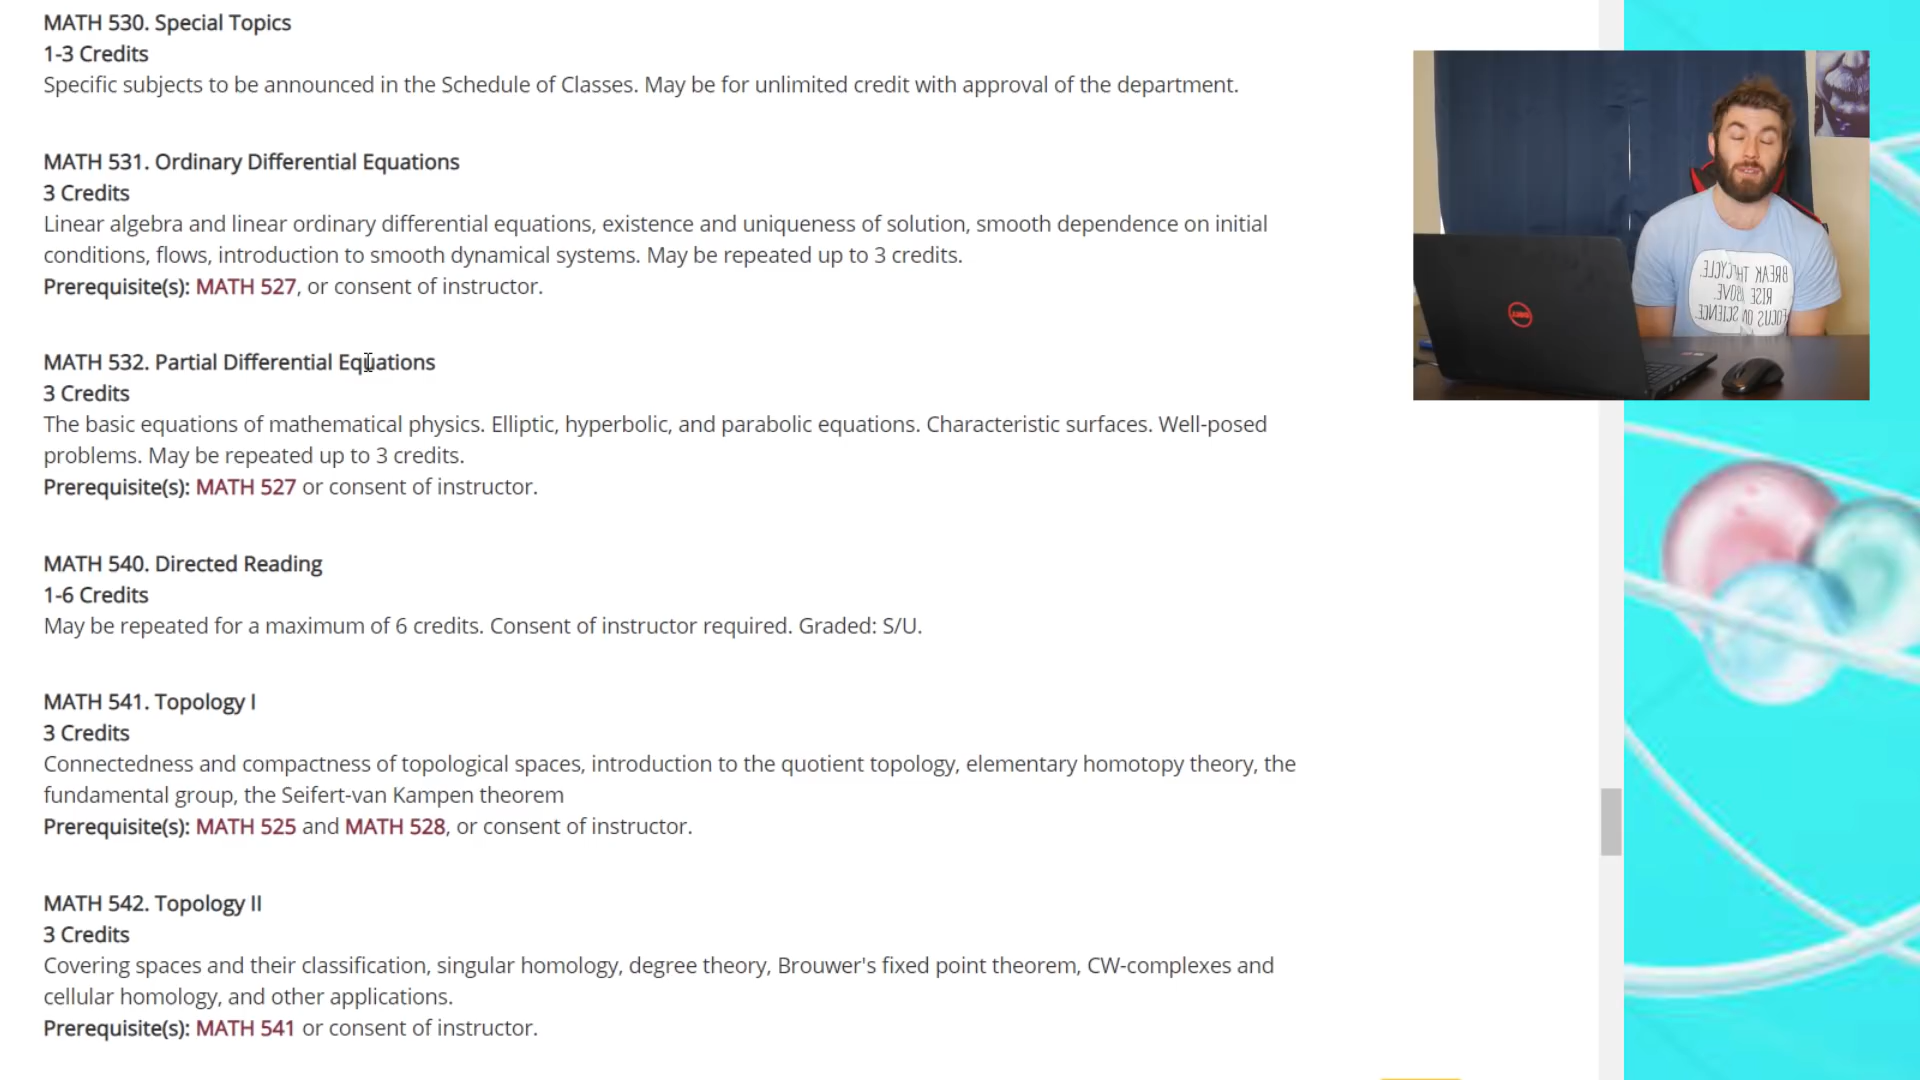 MATH 530. Special Topics
1-3 Credits
Specific subjects to be announced in the Schedule of Classes. May be for unlimited credit with approval of the department.
MATH 531. Ordinary Differential Equations
3 Credits
Linear algebra and linear ordinary differential equations, existence and uniqueness of solution, smooth dependence on initial
conditions, flows, introduction to smooth dynamical systems. May be repeated up to 3 credits.
Prerequisite(s): MATH 527, or consent of instructor.
MATH 532. Partial Differential Equations
3 Credits
The basic equations of mathematical physics. Elliptic, hyperbolic, and parabolic equations. Characteristic surfaces. Well-posed
problems. May be repeated up to 3 credits.
Prerequisite(s): MATH 527 or consent of instructor.
MATH 540. Directed Reading
1-6 Credits
May be repeated for a maximum of 6 credits. Consent of instructor required. Graded: S/U.
MATH 541. Topology I
3 Credits
Connectedness and compactness of topological spaces, introduction to the quotient topology, elementary homotopy theory, the
fundamental group, the Seifert-van Kampen theorem
Prerequisite(s): MATH 525 and MATH 528, or consent of instructor.
MATH 542. Topology II
3 Credits
Covering spaces and their classification, singular homology, degree theory, Brouwer's fixed point theorem, CW-complexes and
cellular homology, and other applications.
Prerequisite(s): MATH 541 or consent of instructor.
BREAK THE CYCLE.
RISE ABOVE.
FOCUS ON SCIENCE.
DELL